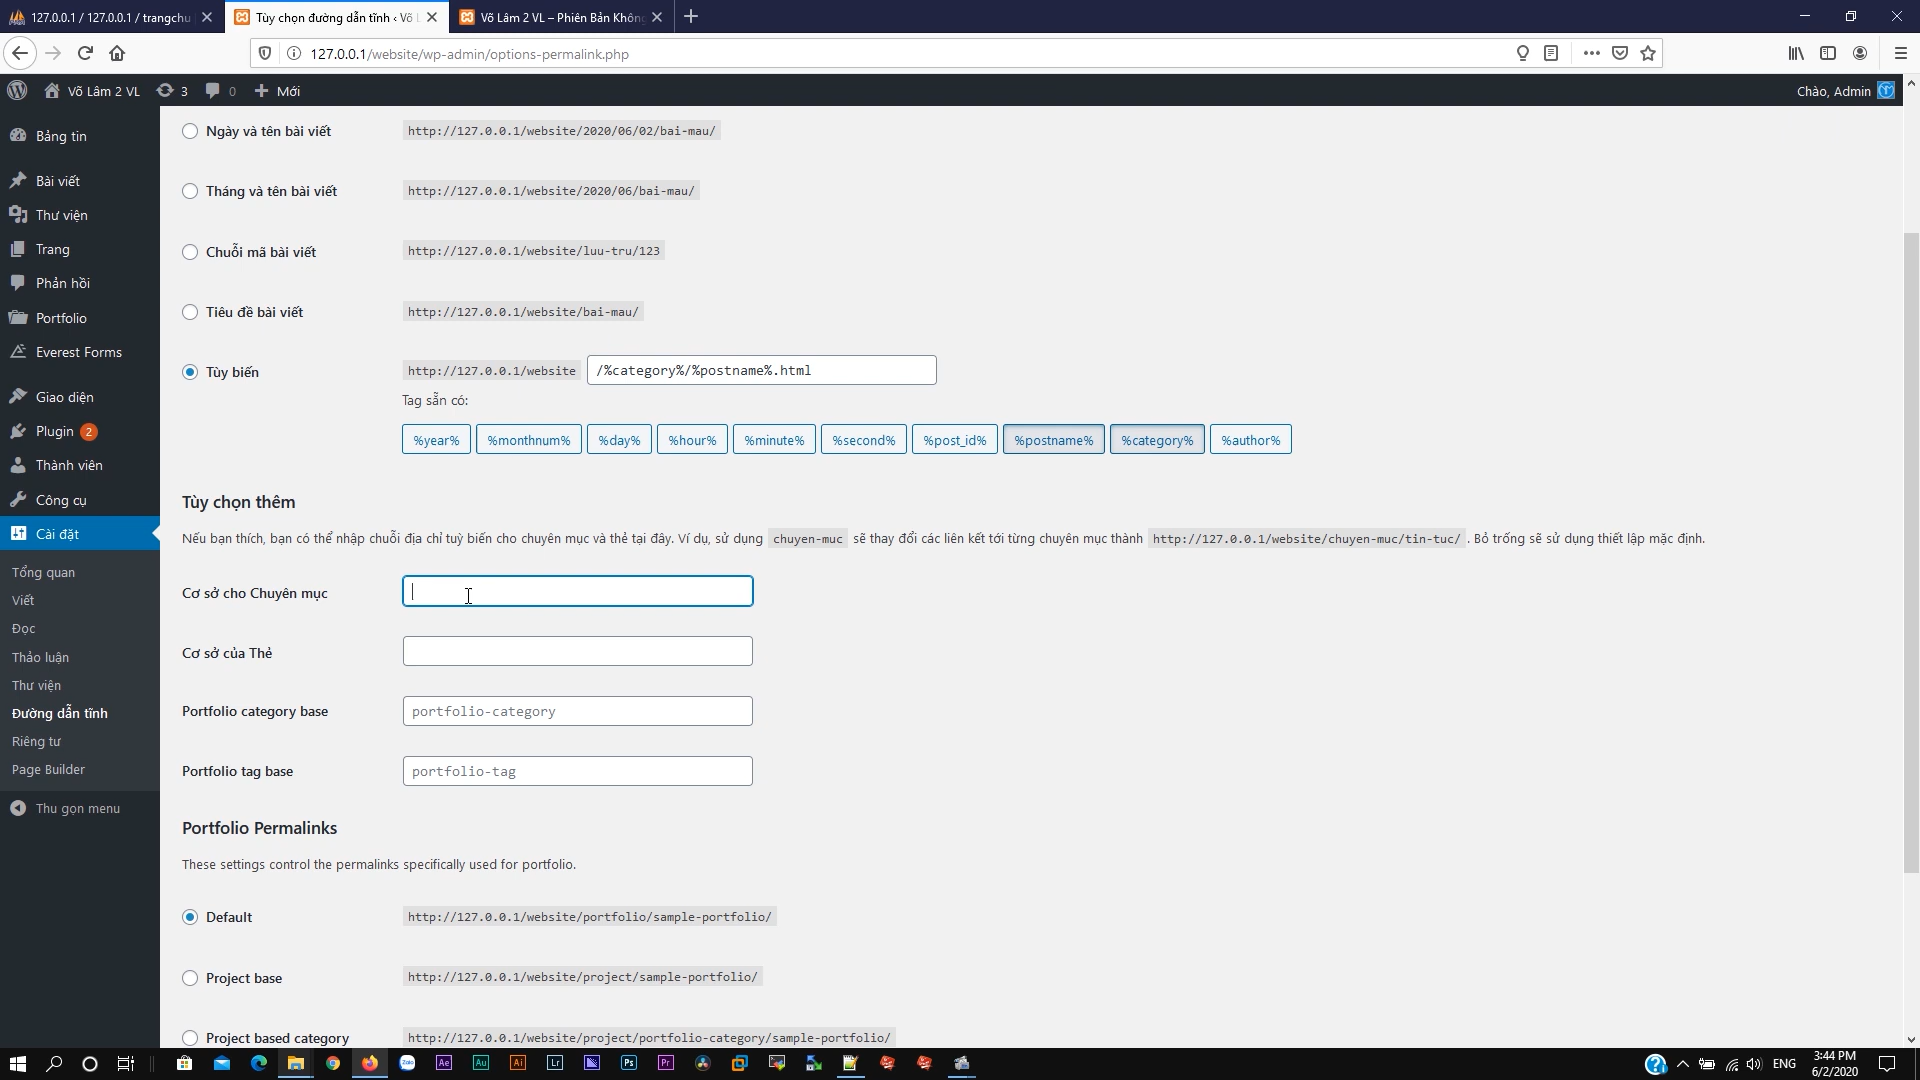 127.0.0.1 / 127.0.0.1 / trangchu
Tùy chọn đường dẫn tĩnh ‹ Võ L
Võ Lâm 2 VL – Phiên Bản Không
127.0.0.1/website/wp-admin/options-permalink.php
Võ Lâm 2 VL
3
0
Mới
Chào, Admin
Bảng tin
Bài viết
Thư viện
Trang
Phản hồi
Portfolio
Everest Forms
Giao diện
Plugin 2
Thành viên
Công cụ
Cài đặt
Tổng quan
Viết
Đọc
Thảo luận
Thư viện
Đường dẫn tĩnh
Riêng tư
Page Builder
Thu gọn menu
Ngày và tên bài viết http://127.0.0.1/website/2020/06/02/bai-mau/
Tháng và tên bài viết http://127.0.0.1/website/2020/06/bai-mau/
Chuỗi mã bài viết http://127.0.0.1/website/luu-tru/123
Tiêu đề bài viết http://127.0.0.1/website/bai-mau/
Tùy biến http://127.0.0.1/website /%category%/%postname%.html
Tag sẵn có:
%year% %monthnum% %day% %hour% %minute% %second% %post_id% %postname% %category% %author%
Tùy chọn thêm
Nếu bạn thích, bạn có thể nhập chuỗi địa chỉ tuỳ biến cho chuyên mục và thẻ tại đây. Ví dụ, sử dụng chuyen-muc sẽ thay đổi các liên kết tới từng chuyên mục thành http://127.0.0.1/website/chuyen-muc/tin-tuc/ . Bỏ trống sẽ sử dụng thiết lập mặc định.
Cơ sở cho Chuyên mục
Cơ sở của Thẻ
Portfolio category base portfolio-category
Portfolio tag base portfolio-tag
Portfolio Permalinks
These settings control the permalinks specifically used for portfolio.
Default http://127.0.0.1/website/portfolio/sample-portfolio/
Project base http://127.0.0.1/website/project/sample-portfolio/
Project based category http://127.0.0.1/website/project/portfolio-category/sample-portfolio/
Zalo
Ae
Au
Ai
Lr
Ps
Pr
ENG
3:44 PM
6/2/2020